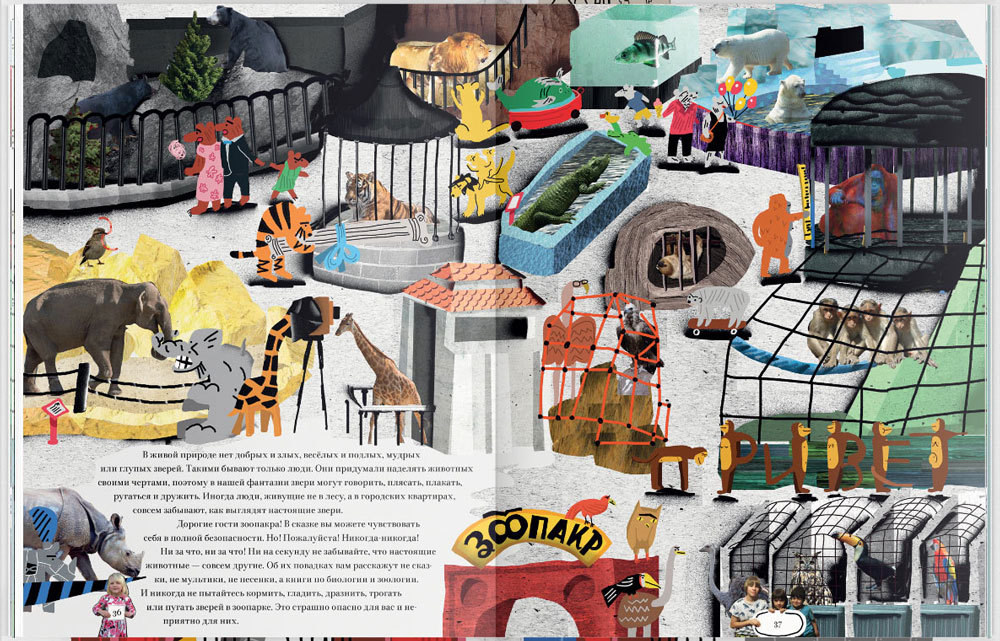 ПРИВЕТ
В живой природе нет добрых и злых, весёлых и подлых, мудрых
или глупых зверей. Такими бывают только люди. Они придумали наделять животных
своими чертами, поэтому в нашей фантазии звери могут говорить, плясать, плакать,
ругаться и дружить. Иногда люди, живущие не в лесу, а в городских квартирах,
совсем забывают, как выглядят настоящие звери.
Дорогие гости зоопакра! В сказке вы можете чувствовать
себя в полной безопасности. Но! Пожалуйста! Никогда-никогда!
Ни за что, ни за что! Ни на секунду не забывайте, что настоящие
животные — совсем другие. Об их повадках вам расскажут не сказ-
ки, не мультики, не песенки, а книги по биологии и зоологии.
И никогда не пытайтесь кормить, гладить, дразнить, трогать
или пугать зверей в зоопарке. Это страшно опасно для вас и не-
приятно для них.
ЗООПАКР
36
37